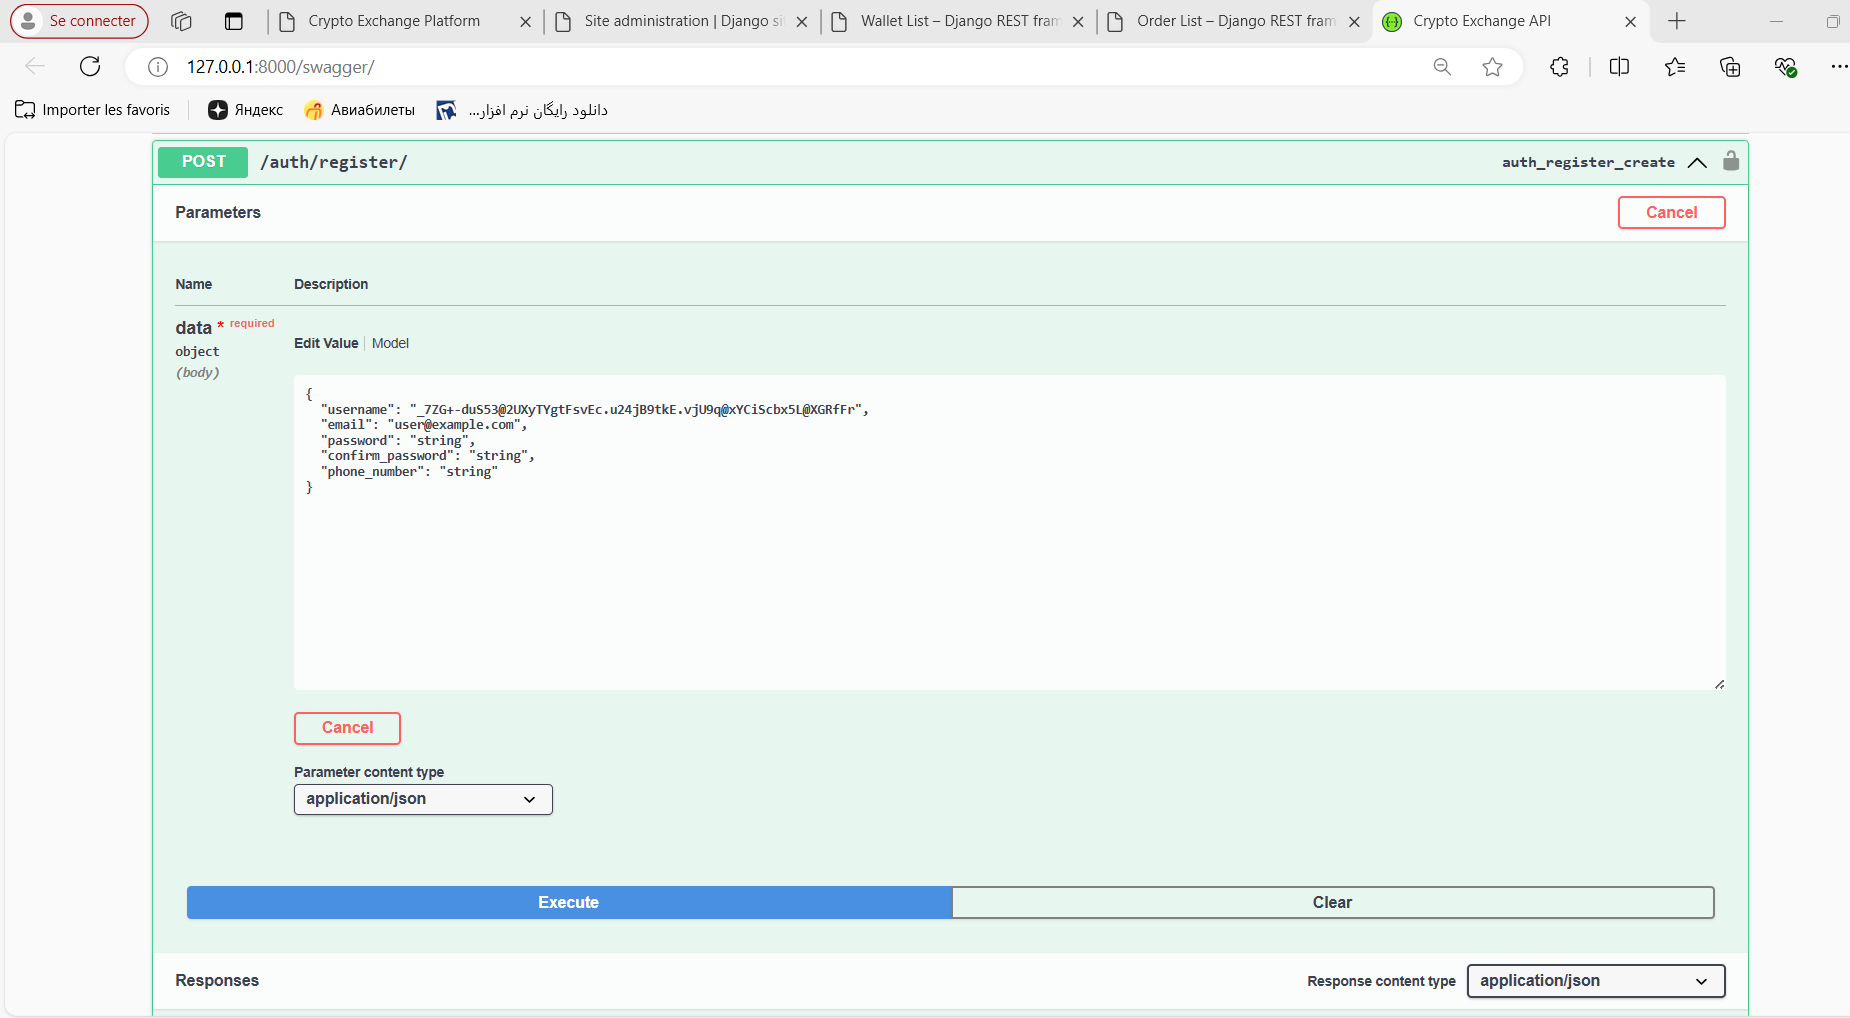 Se connecter
Crypto Exchange Platform
Site administration | Django si
Wallet List – Django REST fram
Order List – Django REST fram
Crypto Exchange API
127.0.0.1:8000/swagger/
Importer les favoris
Яндекс
Авиабилеты
دانلود رایگان نرم افزار...
POST
/auth/register/
auth_register_create
Parameters
Cancel
Name
Description
data * required
object
(body)
Edit Value
Model
{
"username": "_7ZG+-duS53@2UXyTYgtFsvEc.u24jB9tkE.vjU9q@xYCiScbx5L@XGRfFr",
"email": "user@example.com",
"password": "string",
"confirm_password": "string",
"phone_number": "string"
}
Cancel
Parameter content type
application/json
Execute
Clear
Responses
Response content type
application/json